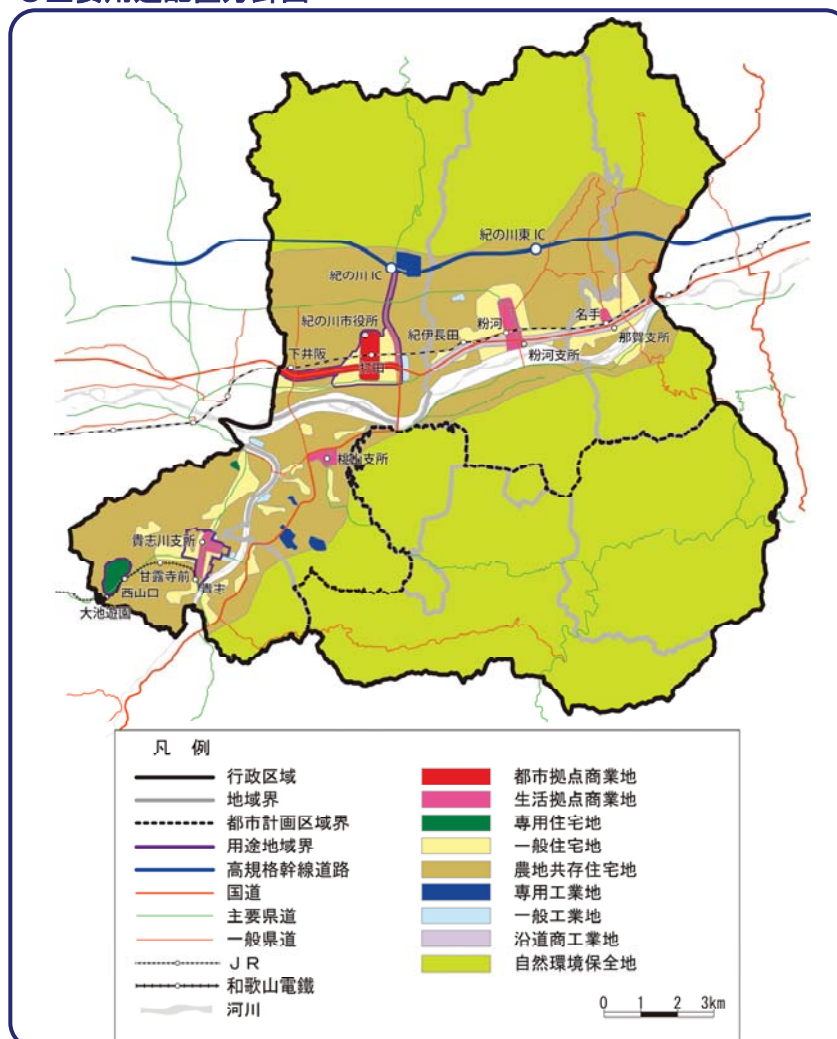 紀の川東 IC
紀の川 IC
紀の川市役所
下井阪
打田
紀伊長田
粉河
粉河支所
名手
那賀支所
桃山支所
貴志川支所
甘露寺前
貴志
西山口
大池遊園
凡 例
行政区域
地域界
都市計画区域界
用途地域界
高規格幹線道路
国道
主要県道
一般県道
JR
和歌山電鐵
河川
都市拠点商業地
生活拠点商業地
専用住宅地
一般住宅地
農地共存住宅地
専用工業地
一般工業地
沿道商工業地
自然環境保全地
0 1 2 3km